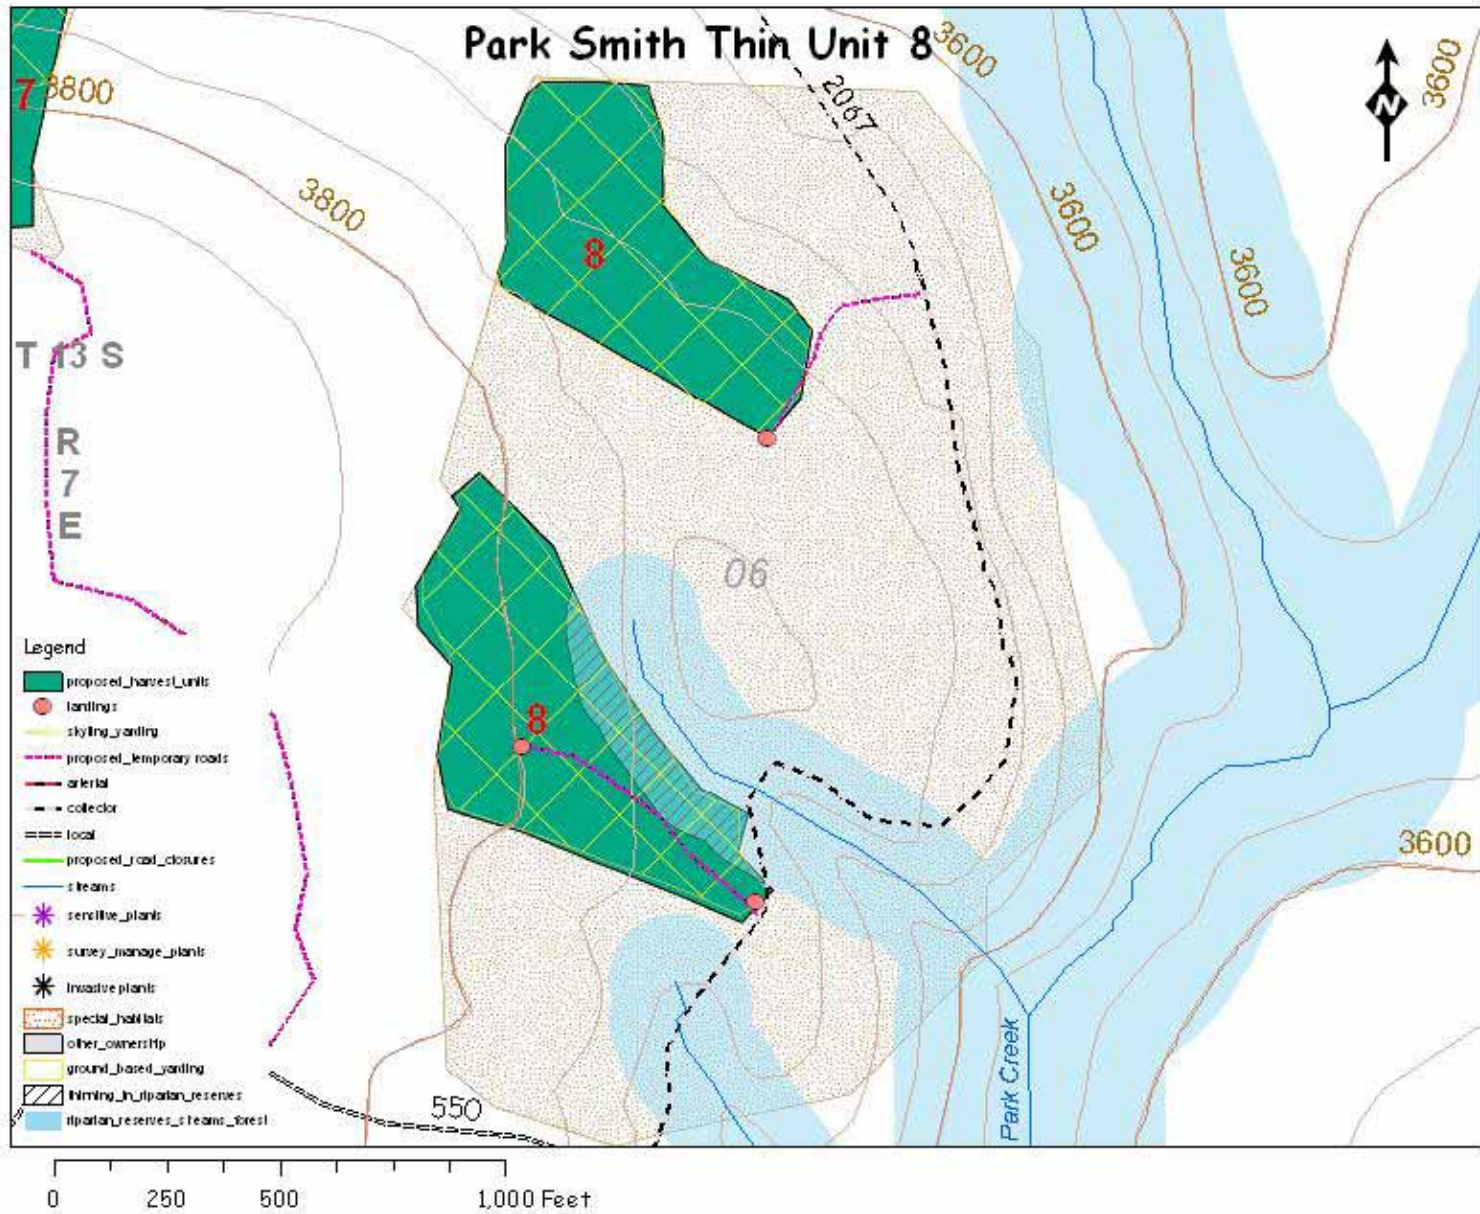 Park Smith Thin Unit 8
3600
3600
7
3800
2067
3800
3600
3600
8
T 13 S
R
7
E
06
Legend
proposed_harvest_units
landings
skyling_yarding
proposed_temporary roads
arterial
collector
local
proposed_road_closures
streams
sensitive_plants
survey_manage_plants
invasive plants
special_habitats
other_ownership
ground_based_yarding
thinning_in_riparian_reserves
riparian_reserves_streams_forest
8
3600
Park Creek
550
N
0 250 500 1,000 Feet